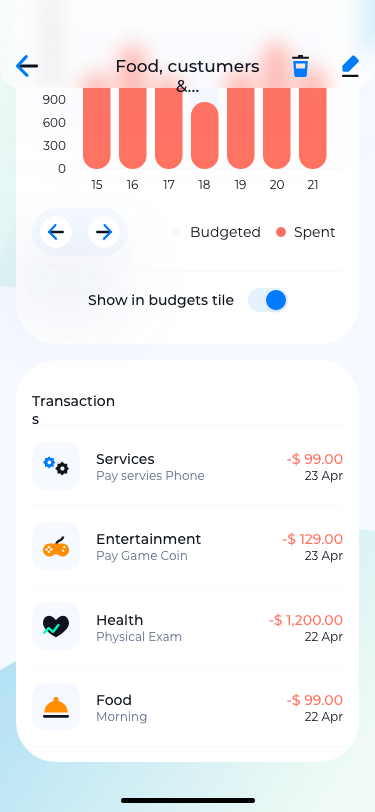 Food, custumers
&...
900
600
300
0
15 16 17 18 19 20 21
Budgeted Spent
Show in budgets tile
Transaction
s
Services -$ 99.00
Pay servies Phone 23 Apr
Entertainment -$ 129.00
Pay Game Coin 23 Apr
Health -$ 1,200.00
Physical Exam 22 Apr
Food -$ 99.00
Morning 22 Apr